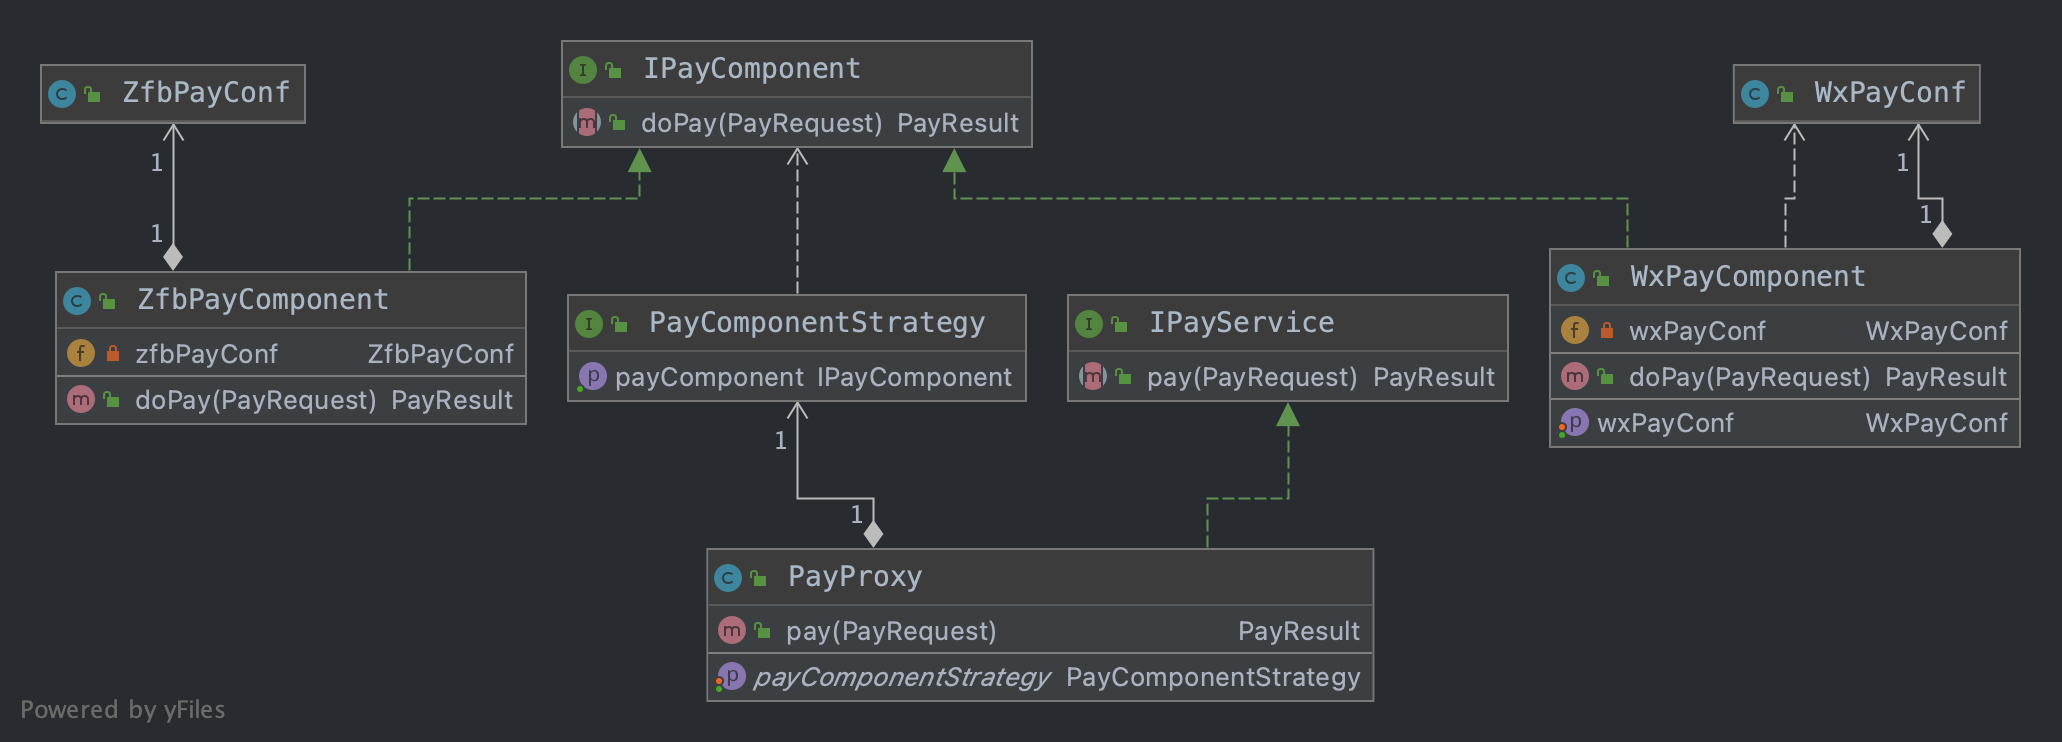 ZfbPayConf
IPayComponent
doPay(PayRequest) PayResult
WxPayConf
1
1
1
1
ZfbPayComponent
zfbPayConf ZfbPayConf
doPay(PayRequest) PayResult
PayComponentStrategy
payComponent IPayComponent
IPayService
pay(PayRequest) PayResult
WxPayComponent
wxPayConf WxPayConf
doPay(PayRequest) PayResult
wxPayConf WxPayConf
1
1
PayProxy
pay(PayRequest) PayResult
payComponentStrategy PayComponentStrategy
Powered by yFiles